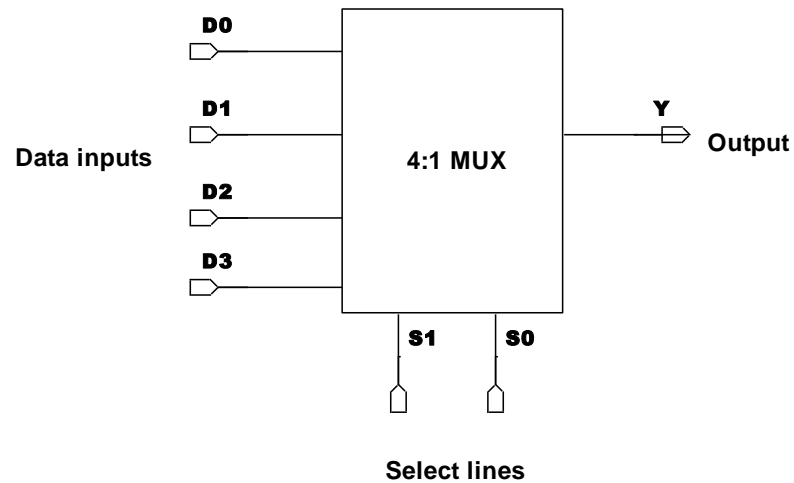 D0
D1
Y
Data inputs
4:1 MUX
Output
D2
D3
S1 S0
Select lines